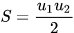 S = \frac{u_1 u_2}{2}